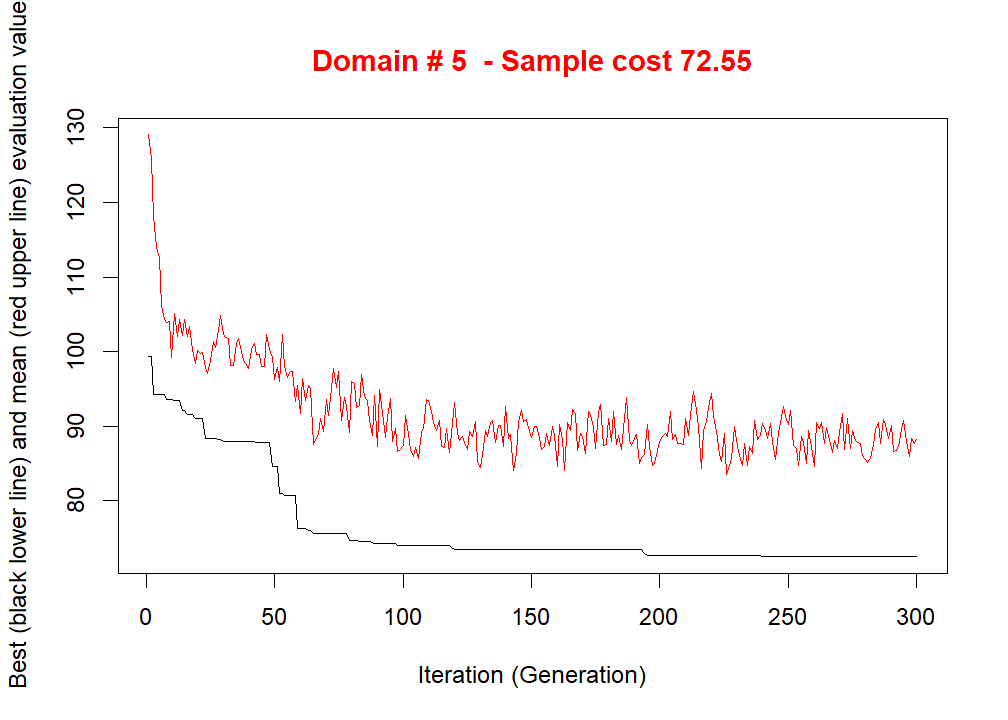 Domain # 5  - Sample cost 72.55
Best (black lower line) and mean (red upper line) evaluation value
130
120
110
100
90
80
0 50 100 150 200 250 300
Iteration (Generation)